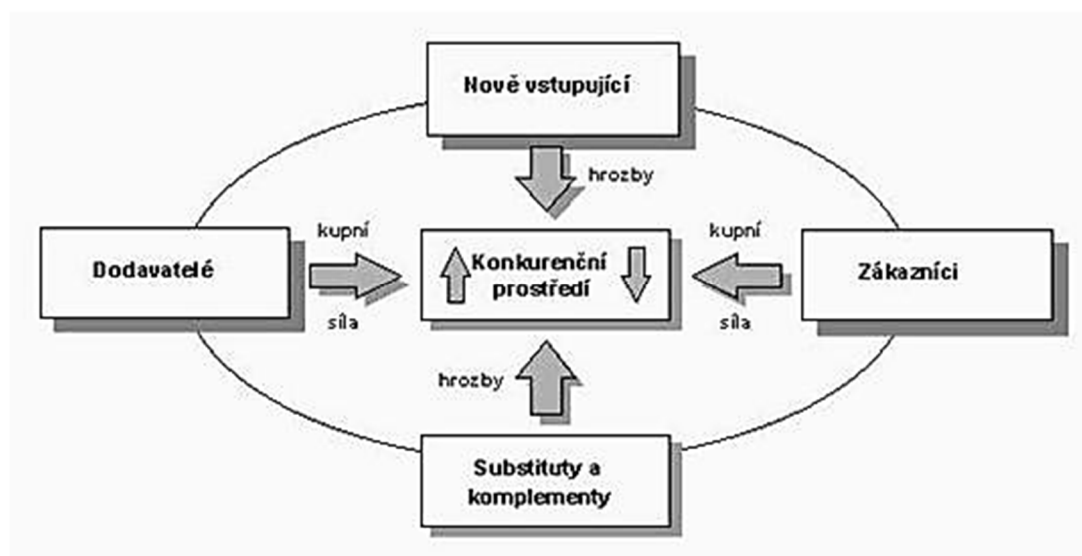 Nově vstupující
hrozby
kupní
kupní
Dodavatelé
Konkurenční
prostředí
Zákazníci
síla
síla
hrozby
Substituty a
komplementy